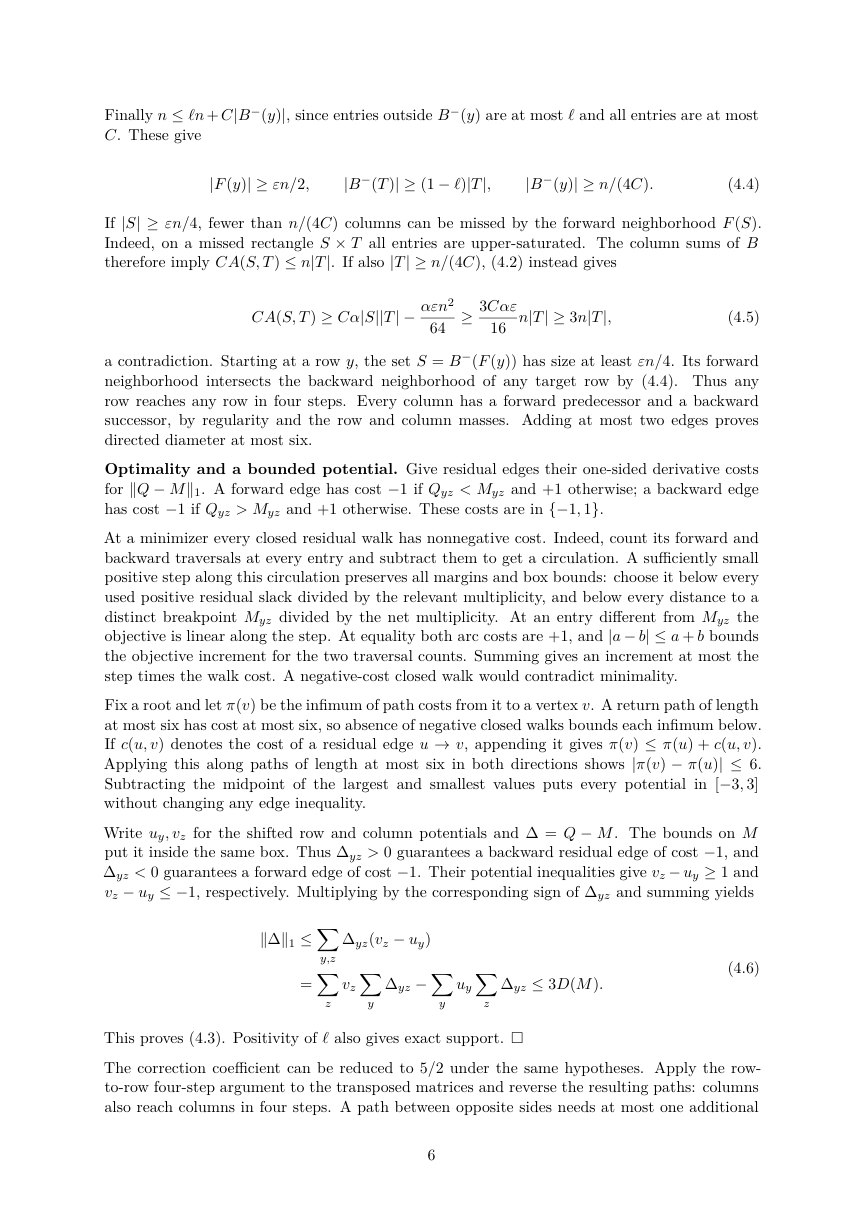 Finally n ≤ ℓn + C|B⁻(y)|, since entries outside B⁻(y) are at most ℓ and all entries are at most
C. These give
|F(y)| ≥ εn/2, |B⁻(T)| ≥ (1 − ℓ)|T|, |B⁻(y)| ≥ n/(4C). (4.4)
If |S| ≥ εn/4, fewer than n/(4C) columns can be missed by the forward neighborhood F(S).
Indeed, on a missed rectangle S × T all entries are upper-saturated. The column sums of B
therefore imply CA(S, T) ≤ n|T|. If also |T| ≥ n/(4C), (4.2) instead gives
CA(S, T) ≥ Cα|S||T| − αεn²/64 ≥ 3Cαε/16 n|T| ≥ 3n|T|, (4.5)
a contradiction. Starting at a row y, the set S = B⁻(F(y)) has size at least εn/4. Its forward
neighborhood intersects the backward neighborhood of any target row by (4.4). Thus any
row reaches any row in four steps. Every column has a forward predecessor and a backward
successor, by regularity and the row and column masses. Adding at most two edges proves
directed diameter at most six.
Optimality and a bounded potential. Give residual edges their one-sided derivative costs
for ‖Q − M‖₁. A forward edge has cost −1 if Q_yz < M_yz and +1 otherwise; a backward edge
has cost −1 if Q_yz > M_yz and +1 otherwise. These costs are in {−1, 1}.
At a minimizer every closed residual walk has nonnegative cost. Indeed, count its forward and
backward traversals at every entry and subtract them to get a circulation. A sufficiently small
positive step along this circulation preserves all margins and box bounds: choose it below every
used positive residual slack divided by the relevant multiplicity, and below every distance to a
distinct breakpoint M_yz divided by the net multiplicity. At an entry different from M_yz the
objective is linear along the step. At equality both arc costs are +1, and |a − b| ≤ a + b bounds
the objective increment for the two traversal counts. Summing gives an increment at most the
step times the walk cost. A negative-cost closed walk would contradict minimality.
Fix a root and let π(v) be the infimum of path costs from it to a vertex v. A return path of length
at most six has cost at most six, so absence of negative closed walks bounds each infimum below.
If c(u, v) denotes the cost of a residual edge u → v, appending it gives π(v) ≤ π(u) + c(u, v).
Applying this along paths of length at most six in both directions shows |π(v) − π(u)| ≤ 6.
Subtracting the midpoint of the largest and smallest values puts every potential in [−3, 3]
without changing any edge inequality.
Write u_y, v_z for the shifted row and column potentials and Δ = Q − M. The bounds on M
put it inside the same box. Thus Δ_yz > 0 guarantees a backward residual edge of cost −1, and
Δ_yz < 0 guarantees a forward edge of cost −1. Their potential inequalities give v_z − u_y ≥ 1 and
v_z − u_y ≤ −1, respectively. Multiplying by the corresponding sign of Δ_yz and summing yields
‖Δ‖₁ ≤ ∑_{y,z} Δ_yz(v_z − u_y)
= ∑_z v_z ∑_y Δ_yz − ∑_y u_y ∑_z Δ_yz ≤ 3D(M). (4.6)
This proves (4.3). Positivity of ℓ also gives exact support. □
The correction coefficient can be reduced to 5/2 under the same hypotheses. Apply the row-
to-row four-step argument to the transposed matrices and reverse the resulting paths: columns
also reach columns in four steps. A path between opposite sides needs at most one additional
6